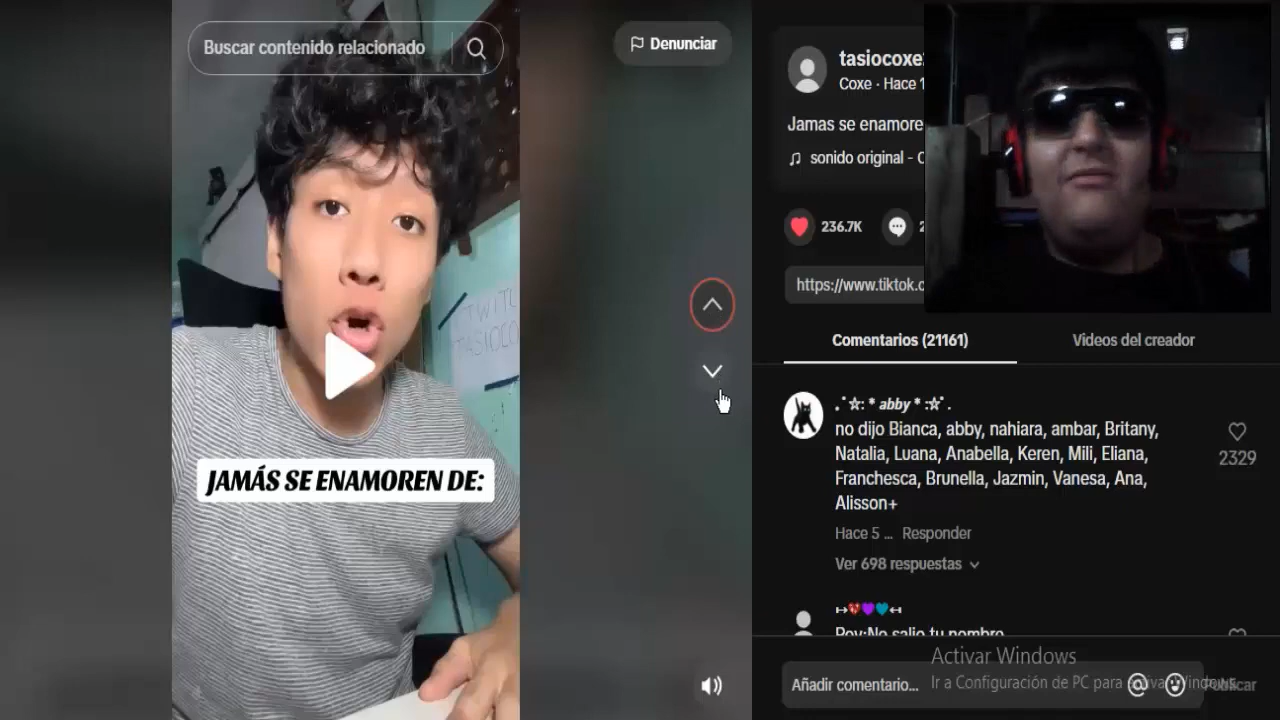 Buscar contenido relacionado
Denunciar
JAMÁS SE ENAMOREN DE:
Coxe · Hace 1
Jamas se enamore
sonido original - C
236.7K
2
https://www.tiktok.c
Comentarios (21161)
Videos del creador
abby
no dijo Bianca, abby, nahiara, ambar, Britany,
Natalia, Luana, Anabella, Keren, Mili, Eliana,
Franchesca, Brunella, Jazmin, Vanesa, Ana,
Alisson+
2329
Hace 5 ... Responder
Ver 698 respuestas
Pov:No salio tu nombre
Activar Windows
Añadir comentario...
Ir a Configuración de PC para